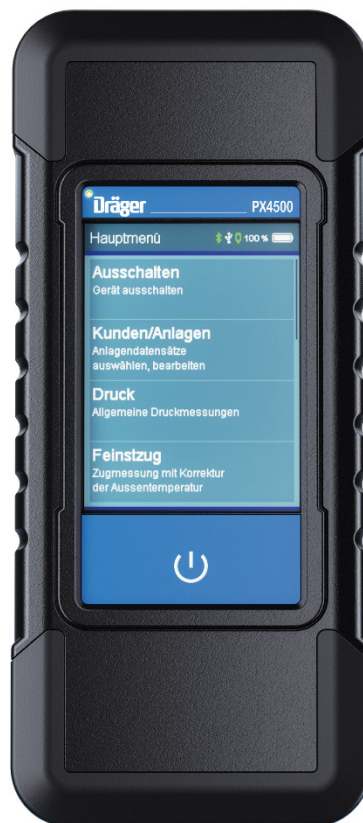 Dräger PX4500
Hauptmenü 100 %
Ausschalten
Gerät ausschalten
Kunden/Anlagen
Anlagendatensätze
auswählen, bearbeiten
Druck
Allgemeine Druckmessungen
Feinstzug
Zugmessung mit Korrektur
der Aussentemperatur